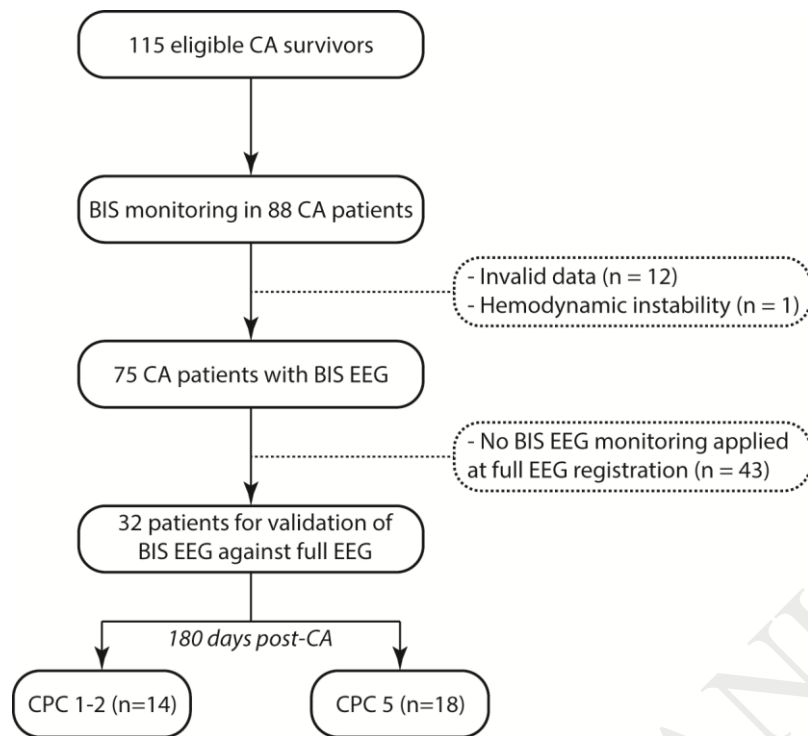 115 eligible CA survivors
BIS monitoring in 88 CA patients
- Invalid data (n = 12)
- Hemodynamic instability (n = 1)
75 CA patients with BIS EEG
- No BIS EEG monitoring applied
at full EEG registration (n = 43)
32 patients for validation of
BIS EEG against full EEG
180 days post-CA
CPC 1-2 (n=14)
CPC 5 (n=18)